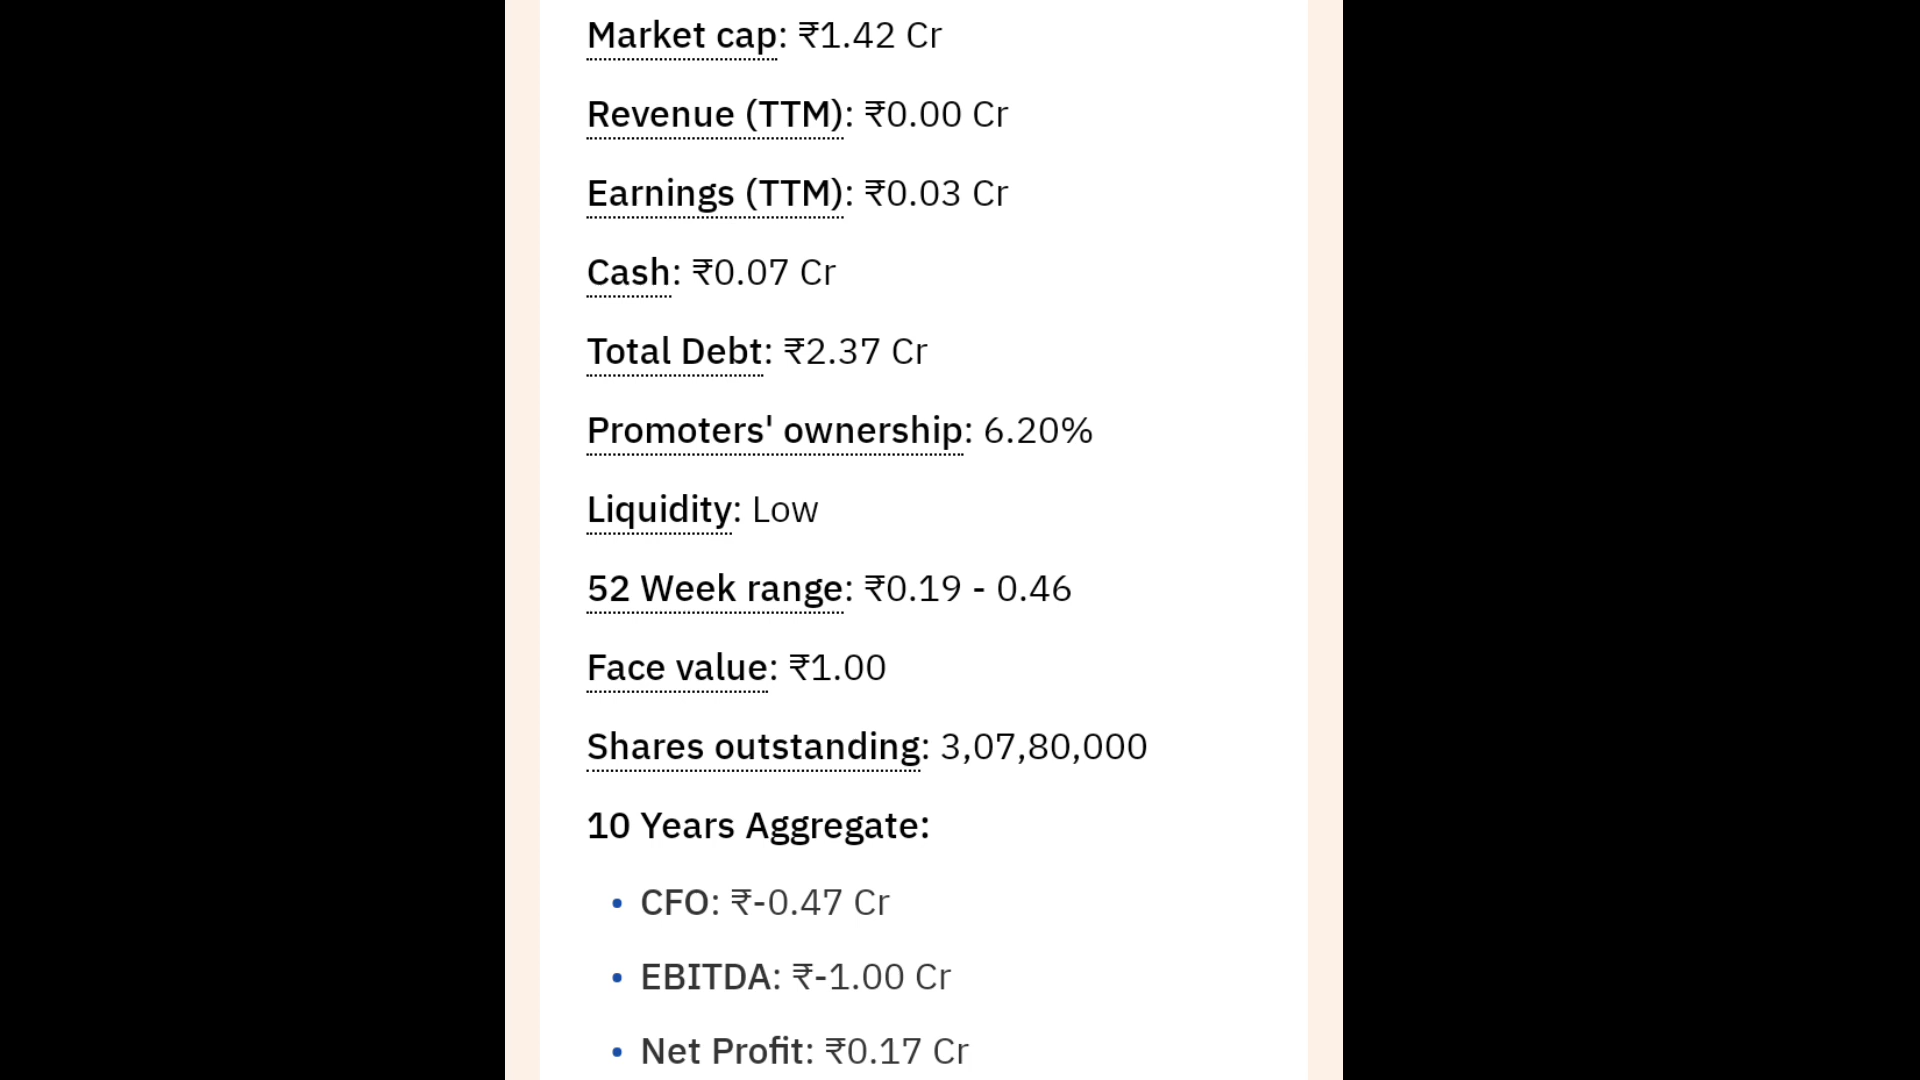 Market cap: ₹1.42 Cr
Revenue (TTM): ₹0.00 Cr
Earnings (TTM): ₹0.03 Cr
Cash: ₹0.07 Cr
Total Debt: ₹2.37 Cr
Promoters' ownership: 6.20%
Liquidity: Low
52 Week range: ₹0.19 - 0.46
Face value: ₹1.00
Shares outstanding: 3,07,80,000
10 Years Aggregate:
• CFO: ₹-0.47 Cr
• EBITDA: ₹-1.00 Cr
• Net Profit: ₹0.17 Cr